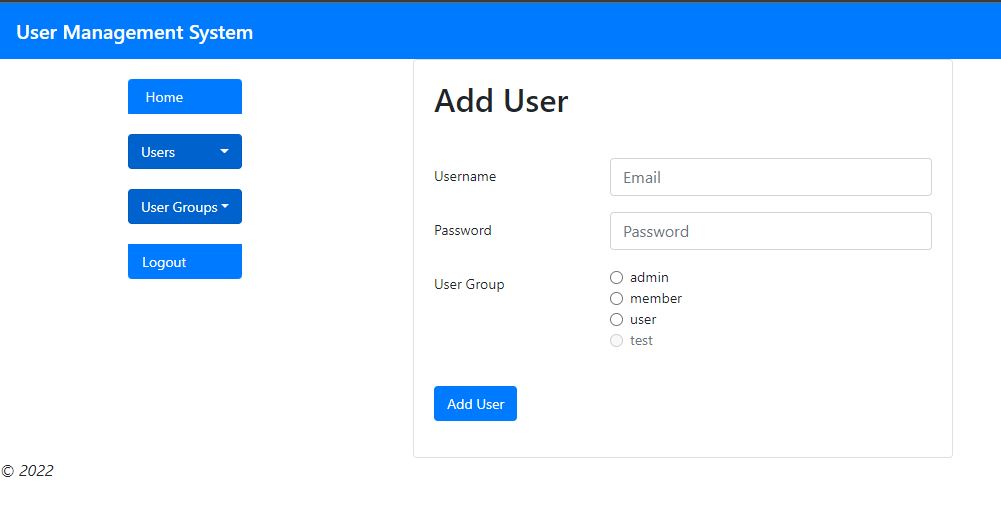 User Management System
Home
Users
User Groups
Logout
Add User
Username
Email
Password
Password
User Group
admin
member
user
test
Add User
© 2022